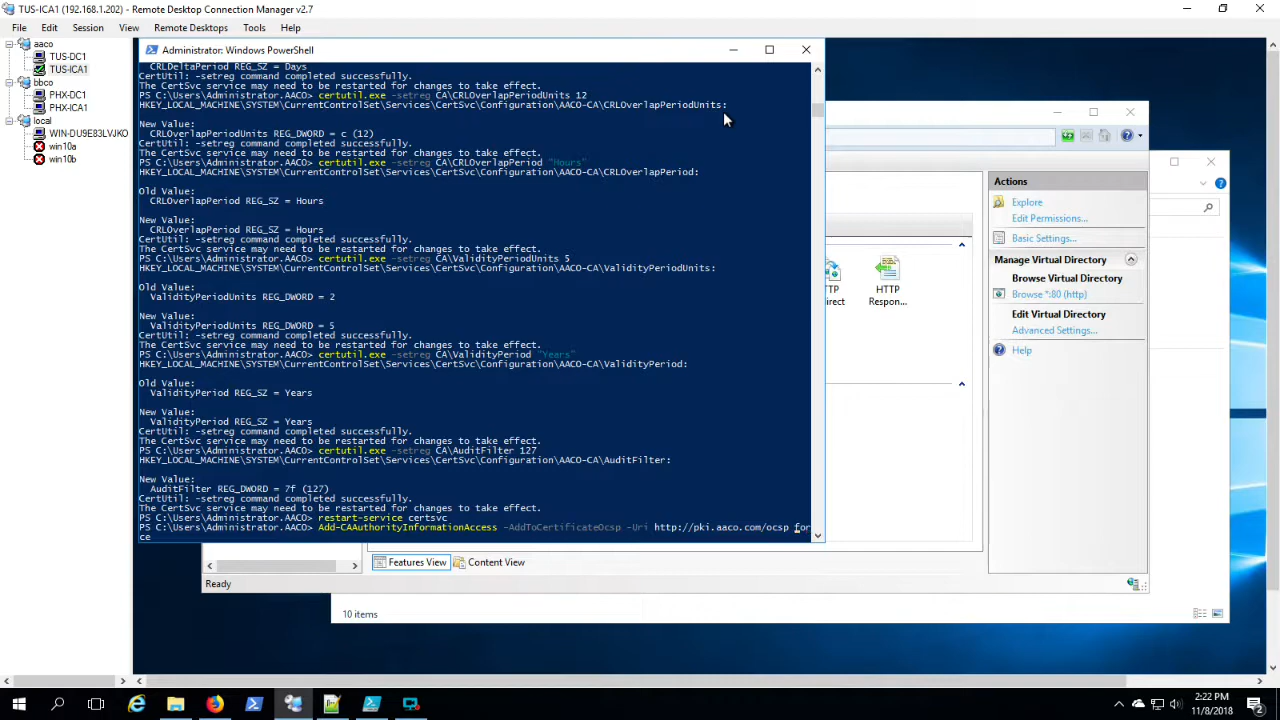 TUS-ICA1 (192.168.1.202) - Remote Desktop Connection Manager v2.7
File Edit Session View Remote Desktops Tools Help
aaco
TUS-DC1
TUS-ICA1
bbco
PHX-DC1
PHX-ICA1
local
WIN-DU9E83LVJKO
win10a
win10b
Administrator: Windows PowerShell
CRLDeltaPeriod REG_SZ = Days
CertUtil: -setreg command completed successfully.
The CertSvc service may need to be restarted for changes to take effect.
PS C:\Users\Administrator.AACO> certutil.exe -setreg CA\CRLOverlapPeriodUnits 12
HKEY_LOCAL_MACHINE\SYSTEM\CurrentControlSet\Services\CertSvc\Configuration\AACO-CA\CRLOverlapPeriodUnits:
New Value:
CRLOverlapPeriodUnits REG_DWORD = c (12)
CertUtil: -setreg command completed successfully.
The CertSvc service may need to be restarted for changes to take effect.
PS C:\Users\Administrator.AACO> certutil.exe -setreg CA\CRLOverlapPeriod "Hours"
HKEY_LOCAL_MACHINE\SYSTEM\CurrentControlSet\Services\CertSvc\Configuration\AACO-CA\CRLOverlapPeriod:
Old Value:
CRLOverlapPeriod REG_SZ = Hours
New Value:
CRLOverlapPeriod REG_SZ = Hours
CertUtil: -setreg command completed successfully.
The CertSvc service may need to be restarted for changes to take effect.
PS C:\Users\Administrator.AACO> certutil.exe -setreg CA\ValidityPeriodUnits 5
HKEY_LOCAL_MACHINE\SYSTEM\CurrentControlSet\Services\CertSvc\Configuration\AACO-CA\ValidityPeriodUnits:
Old Value:
ValidityPeriodUnits REG_DWORD = 2
New Value:
ValidityPeriodUnits REG_DWORD = 5
CertUtil: -setreg command completed successfully.
The CertSvc service may need to be restarted for changes to take effect.
PS C:\Users\Administrator.AACO> certutil.exe -setreg CA\ValidityPeriod "Years"
HKEY_LOCAL_MACHINE\SYSTEM\CurrentControlSet\Services\CertSvc\Configuration\AACO-CA\ValidityPeriod:
Old Value:
ValidityPeriod REG_SZ = Years
New Value:
ValidityPeriod REG_SZ = Years
CertUtil: -setreg command completed successfully.
The CertSvc service may need to be restarted for changes to take effect.
PS C:\Users\Administrator.AACO> certutil.exe -setreg CA\AuditFilter 127
HKEY_LOCAL_MACHINE\SYSTEM\CurrentControlSet\Services\CertSvc\Configuration\AACO-CA\AuditFilter:
New Value:
AuditFilter REG_DWORD = 7f (127)
CertUtil: -setreg command completed successfully.
The CertSvc service may need to be restarted for changes to take effect.
PS C:\Users\Administrator.AACO> restart-service certsvc
PS C:\Users\Administrator.AACO> Add-CAAuthorityInformationAccess -AddToCertificateOcsp -Uri http://pki.aaco.com/ocsp for
ce
TTP
irect
HTTP
Respon...
Actions
Explore
Edit Permissions...
Basic Settings...
Manage Virtual Directory
Browse Virtual Directory
Browse *:80 (http)
Edit Virtual Directory
Advanced Settings...
Help
Features View Content View
Ready
10 items
2:22 PM
11/8/2018
2